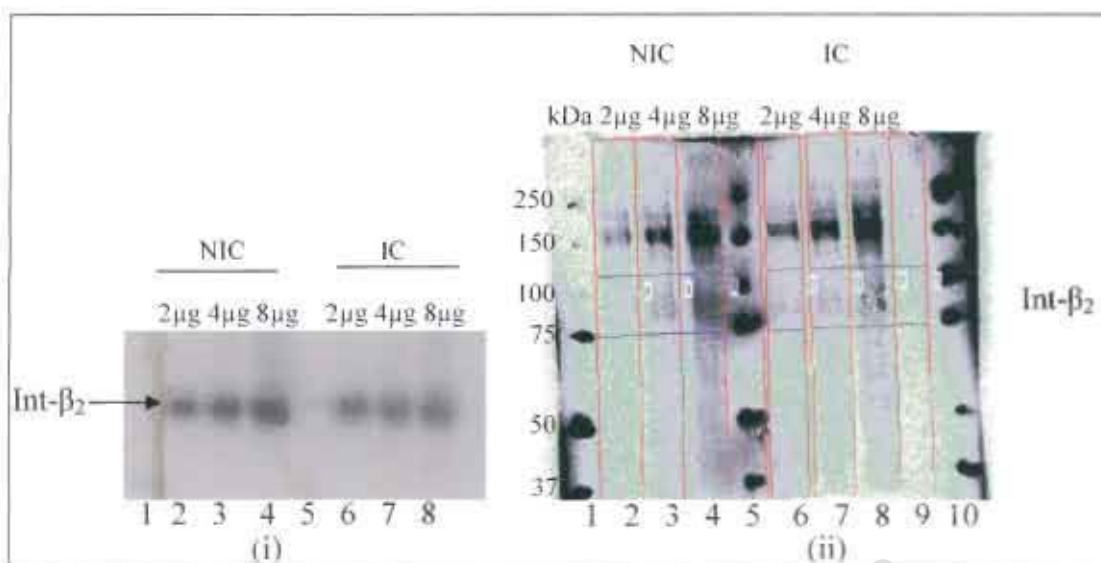 NIC IC
2µg 4µg 8µg 2µg 4µg 8µg
Int-β₂
1 2 3 4 5 6 7 8
(i)
NIC IC
kDa 2µg 4µg 8µg 2µg 4µg 8µg
250
150
100
75
50
37
Int-β₂
1 2 3 4 5 6 7 8 9 10
(ii)